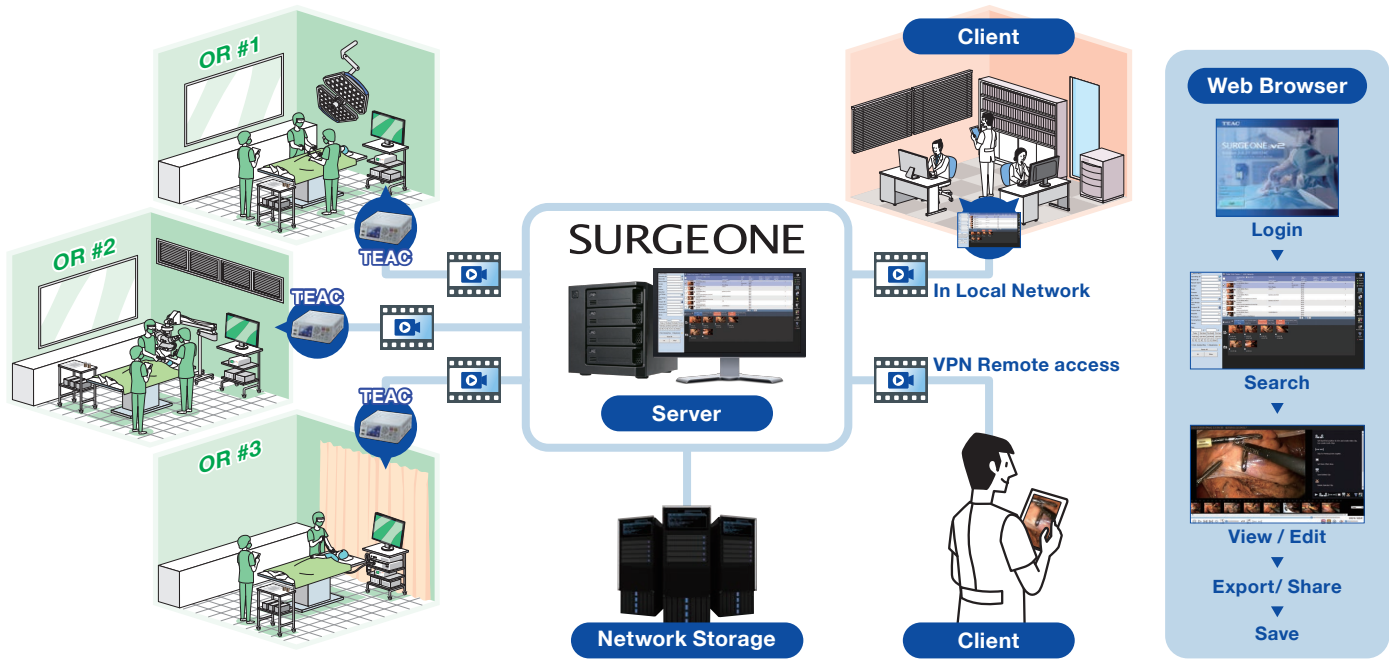 OR #1
TEAC
OR #2
TEAC
OR #3
TEAC
SURGEONE
Server
Network Storage
Client
In Local Network
VPN Remote access
Client
Web Browser
TEAC
SURGEONE v2
Login
Search
View / Edit
Export/ Share
Save